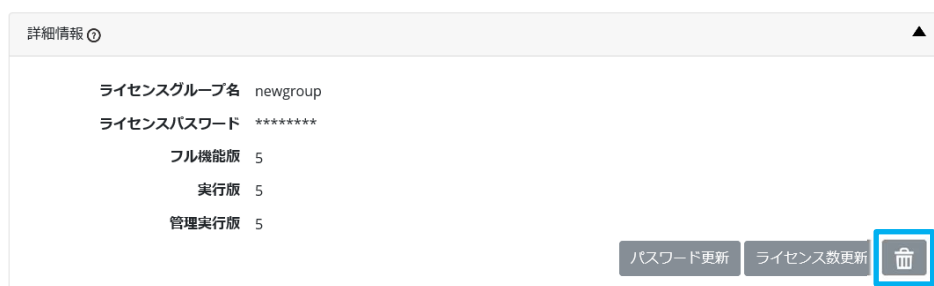 詳細情報
ライセンスグループ名 newgroup
ライセンスパスワード ********
フル機能版 5
実行版 5
管理実行版 5
パスワード更新 ライセンス数更新